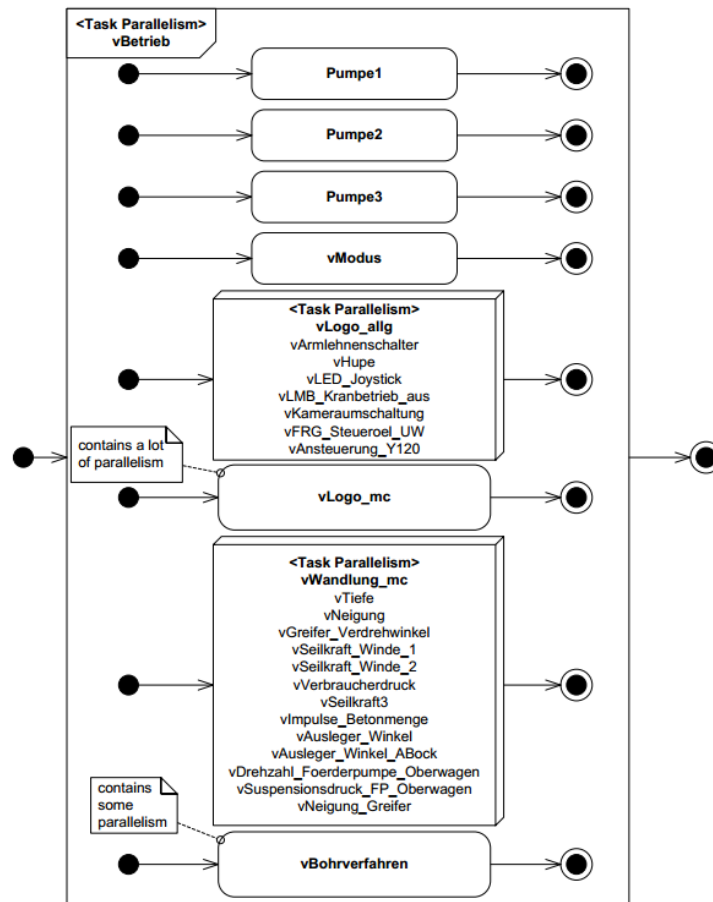 <Task Parallelism>
vBetrieb
Pumpe1
Pumpe2
Pumpe3
vModus
<Task Parallelism>
vLogo_allg
vArmlehnenschalter
vHupe
vLED_Joystick
vLMB_Kranbetrieb_aus
vKameraumschaltung
vFRG_Steueroel_UW
vAnsteuerung_Y120
contains a lot
of parallelism
vLogo_mc
<Task Parallelism>
vWandlung_mc
vTiefe
vNeigung
vGreifer_Verdrehwinkel
vSeilkraft_Winde_1
vSeilkraft_Winde_2
vVerbraucherdruck
vSeilkraft3
vImpulse_Betonmenge
vAusleger_Winkel
vAusleger_Winkel_ABock
vDrehzahl_Foerderpumpe_Oberwagen
vSuspensionsdruck_FP_Oberwagen
vNeigung_Greifer
contains
some
parallelism
vBohrverfahren